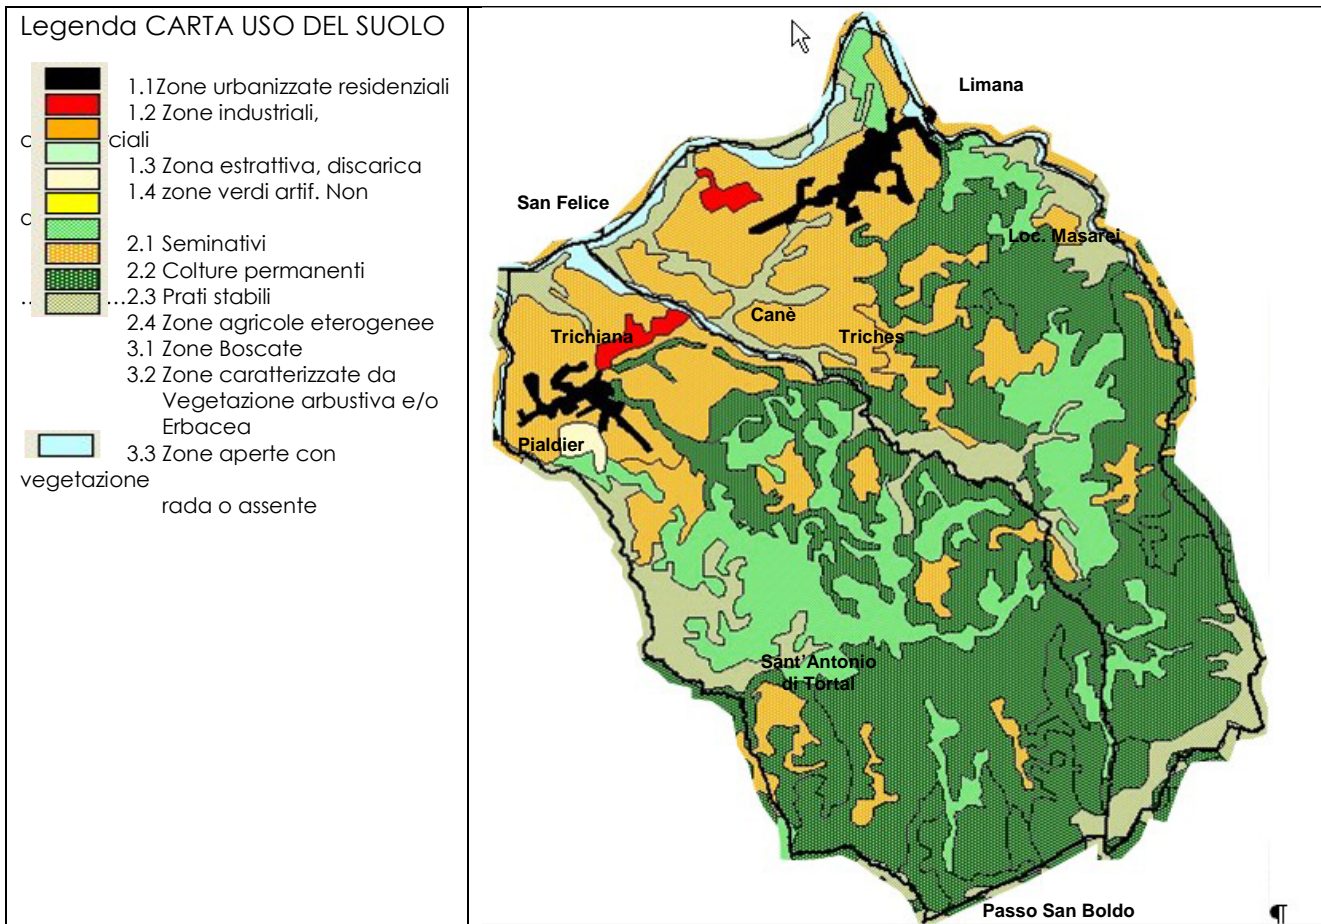 Legenda CARTA USO DEL SUOLO
1.1Zone urbanizzate residenziali
1.2 Zone industriali,
c ciali
1.3 Zona estrattiva, discarica
1.4 zone verdi artif. Non
2.1 Seminativi
2.2 Colture permanenti
… …2.3 Prati stabili
2.4 Zone agricole eterogenee
3.1 Zone Boscate
3.2 Zone caratterizzate da
Vegetazione arbustiva e/o
Erbacea
3.3 Zone aperte con
vegetazione
rada o assente
Limana
San Felice
Loc. Masarei
Canè
Trichiana
Triches
Pialdier
Sant'Antonio
di Tortal
Passo San Boldo
¶